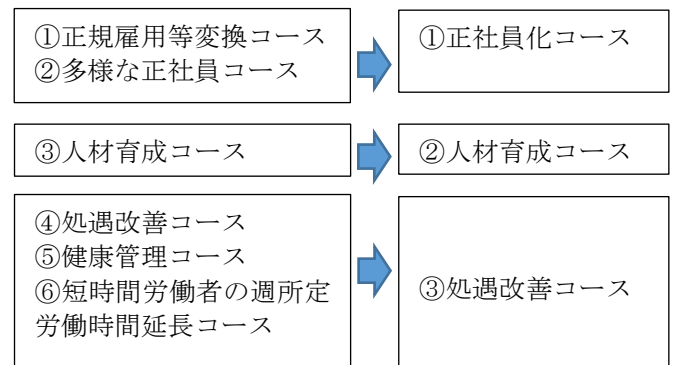 ①正規雇用等変換コース
②多様な正社員コース
①正社員化コース
③人材育成コース
②人材育成コース
④処遇改善コース
⑤健康管理コース
⑥短時間労働者の週所定
労働時間延長コース
③処遇改善コース